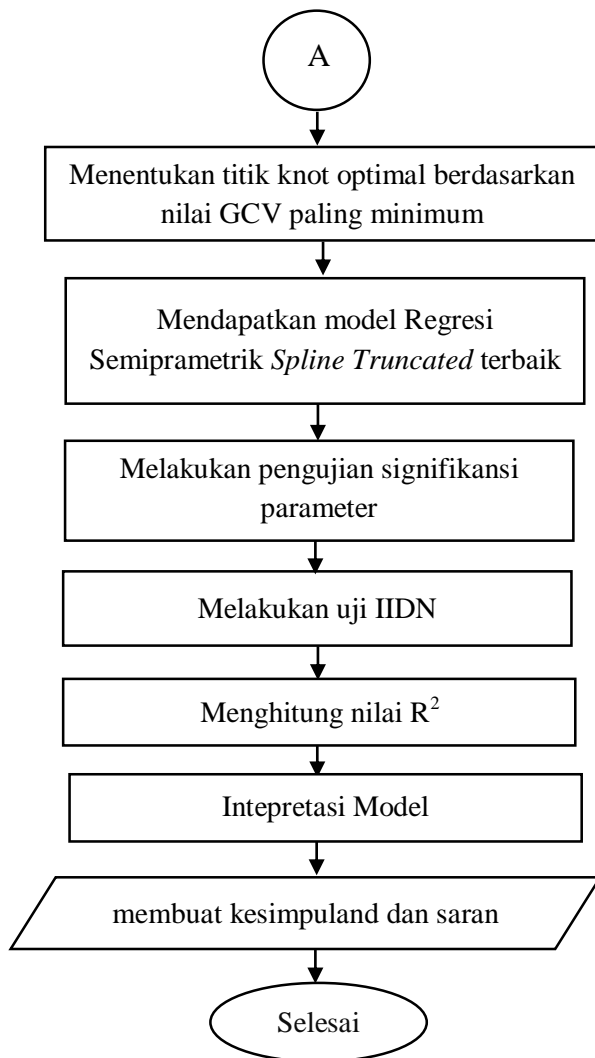 A
Menentukan titik knot optimal berdasarkan
nilai GCV paling minimum
Mendapatkan model Regresi
Semiprametrik Spline Truncated terbaik
Melakukan pengujian signifikansi
parameter
Melakukan uji IIDN
Menghitung nilai R²
Intepretasi Model
membuat kesimpuland dan saran
Selesai